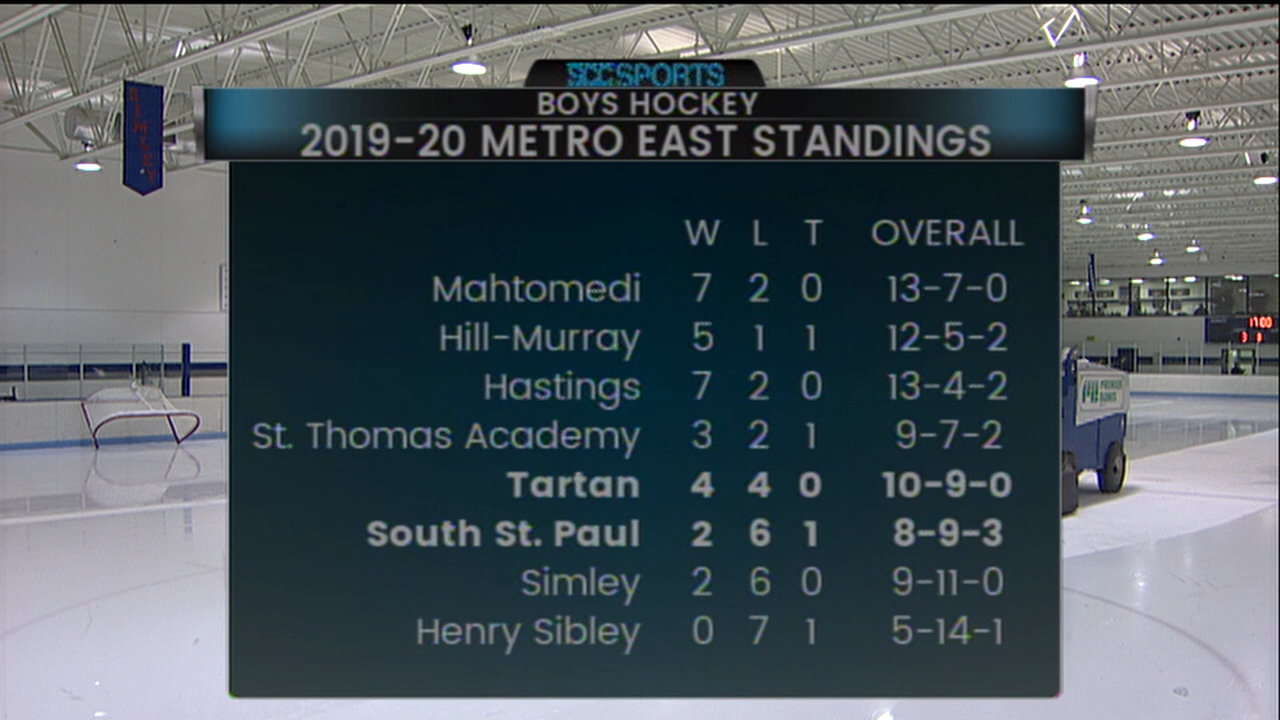 SCCSPORTS
BOYS HOCKEY
2019-20 METRO EAST STANDINGS
W L T OVERALL
Mahtomedi 7 2 0 13-7-0
Hill-Murray 5 1 1 12-5-2
Hastings 7 2 0 13-4-2
St. Thomas Academy 3 2 1 9-7-2
Tartan 4 4 0 10-9-0
South St. Paul 2 6 1 8-9-3
Simley 2 6 0 9-11-0
Henry Sibley 0 7 1 5-14-1
SIMLEY
17:00